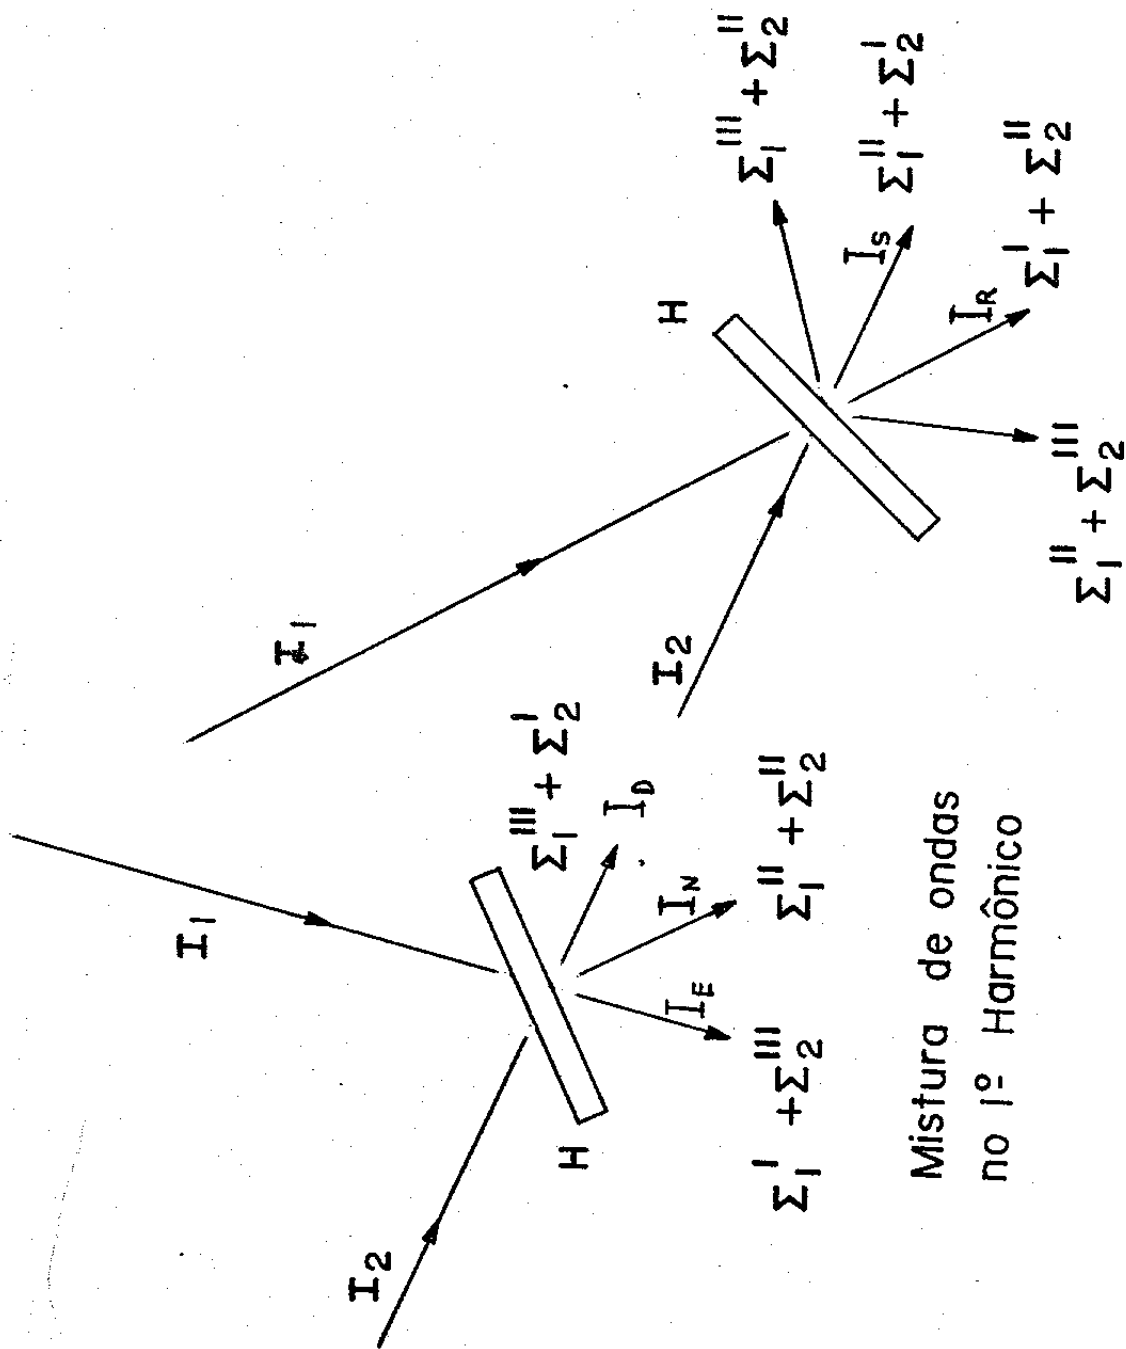 I₁
I₂
H
Σ₁ᴵᴵᴵ + Σ₂ᴵ
I_D
I_N
Σ₁ᴵᴵ + Σ₂ᴵᴵ
I_E
Σ₁ᴵ + Σ₂ᴵᴵᴵ
I₁
I₂
H
Σ₁ᴵᴵᴵ + Σ₂ᴵᴵ
I_S
Σ₁ᴵᴵ + Σ₂ᴵ
I_R
Σ₁ᴵ + Σ₂ᴵᴵ
Σ₁ᴵᴵ + Σ₂ᴵᴵᴵ
Mistura de ondas
no 1º Harmônico